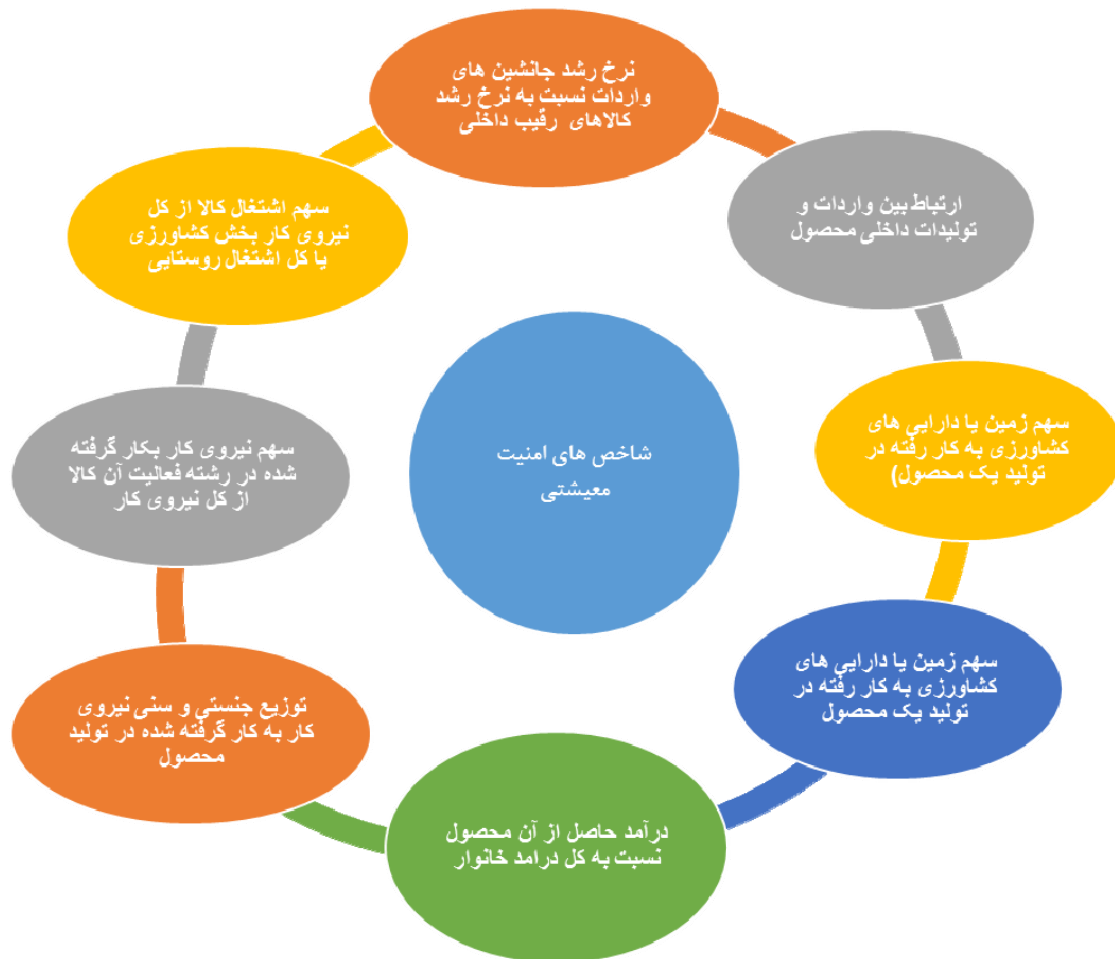 نرخ رشد جانشین های
واردات نسبت به نرخ رشد
کالاهای رقیب داخلی
ارتباط بین واردات و
تولیدات داخلی محصول
سهم زمین یا دارایی های
کشاورزی به کار رفته در
تولید یک محصول)
سهم زمین یا دارایی های
کشاورزی به کار رفته در
تولید یک محصول
درآمد حاصل از آن محصول
نسبت به کل درامد خانوار
توزیع جنستی و سنی نیروی
کار به کار گرفته شده در تولید
محصول
سهم نیروی کار بکار گرفته
شده در رشته فعالیت آن کالا
از کل نیروی کار
سهم اشتغال کالا از کل
نیروی کار بخش کشاورزی
یا کل اشتغال روستایی
شاخص های امنیت
معیشتی